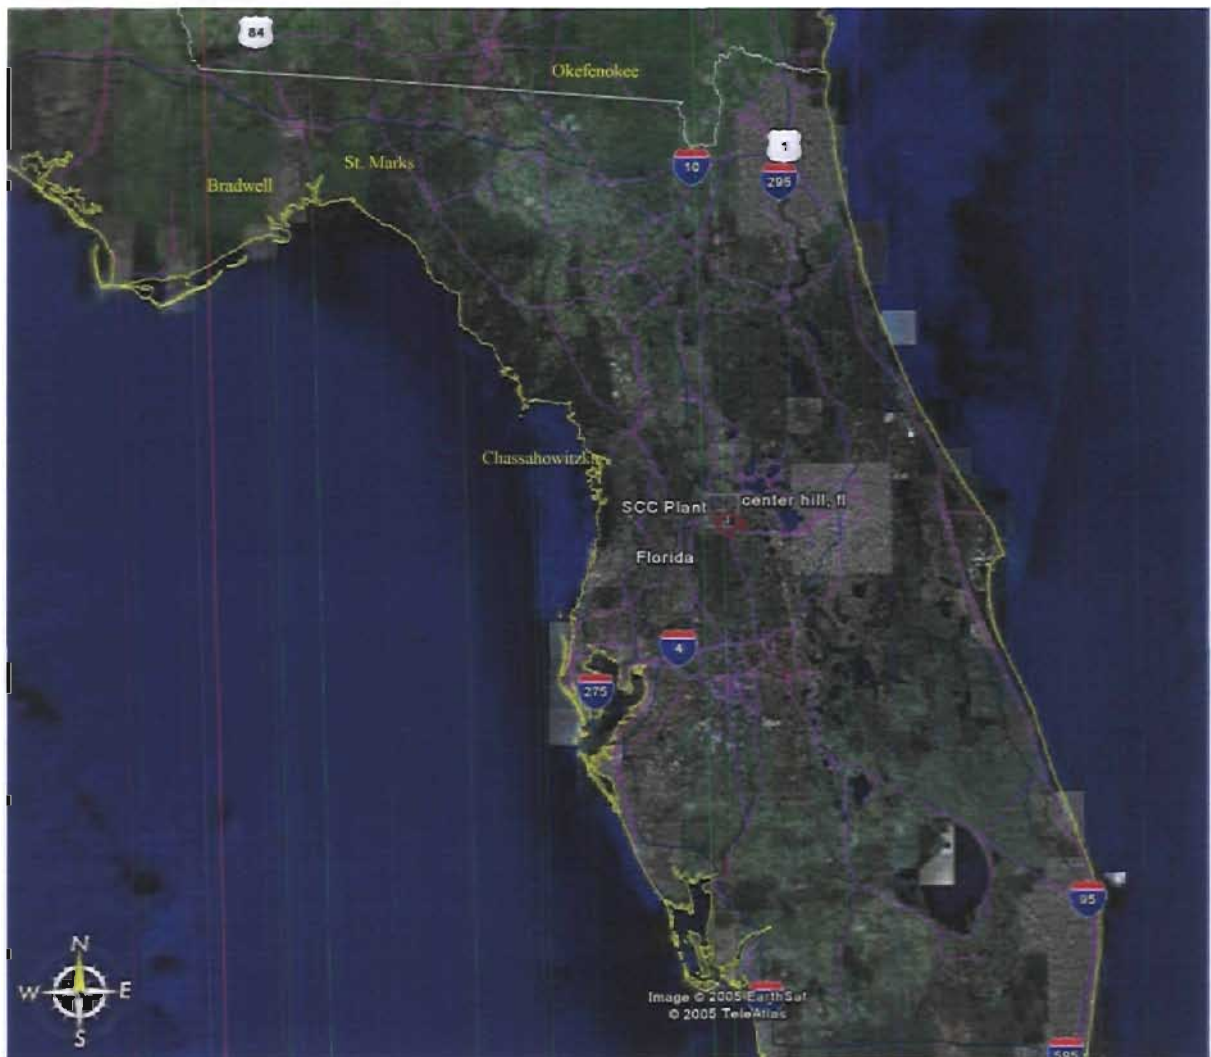 84
Okefenokee
1
St. Marks
10
295
Bradwell
Chassahowitzka
SCC Plant
center hill, fl
Florida
4
275
95
N
W E
S
Image © 2005 EarthSat
© 2005 TeleAtlas
595